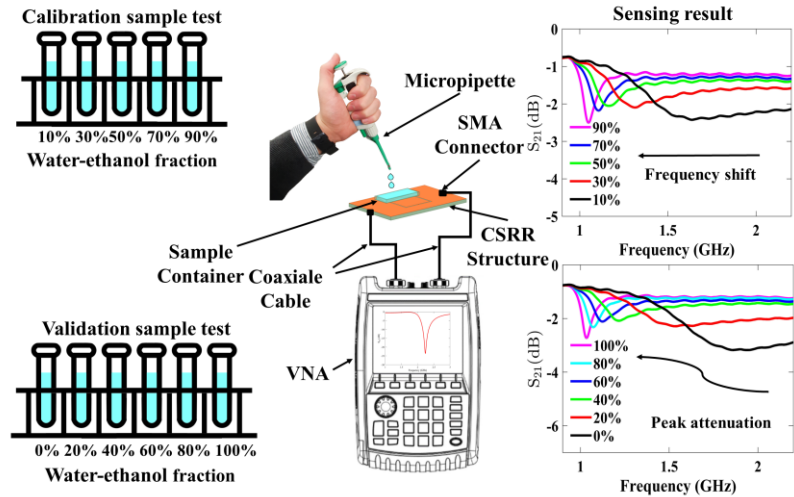 Calibration sample test
10% 30% 50% 70% 90%
Water-ethanol fraction
Micropipette
SMA
Connector
Sample
Container
Coaxiale
Cable
CSRR
Structure
VNA
Validation sample test
0% 20% 40% 60% 80% 100%
Water-ethanol fraction
Sensing result
0
-1
-2
-3
-4
-5
S21(dB)
90%
70%
50%
30%
10%
Frequency shift
1 1.5 2
Frequency (GHz)
0
-2
-4
-6
S21(dB)
100%
80%
60%
40%
20%
0%
Peak attenuation
1 1.5 2
Frequency (GHz)